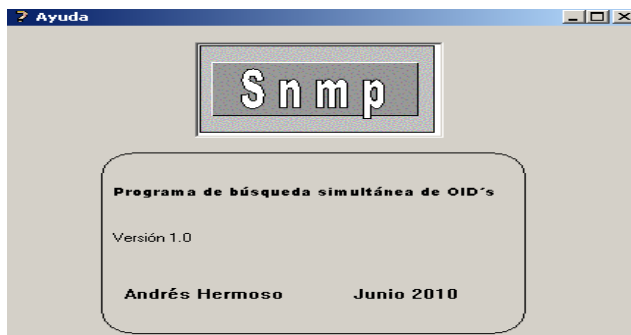 ? Ayuda
Snmp
Programa de búsqueda simultánea de OID´s
Versión 1.0
Andrés Hermoso Junio 2010